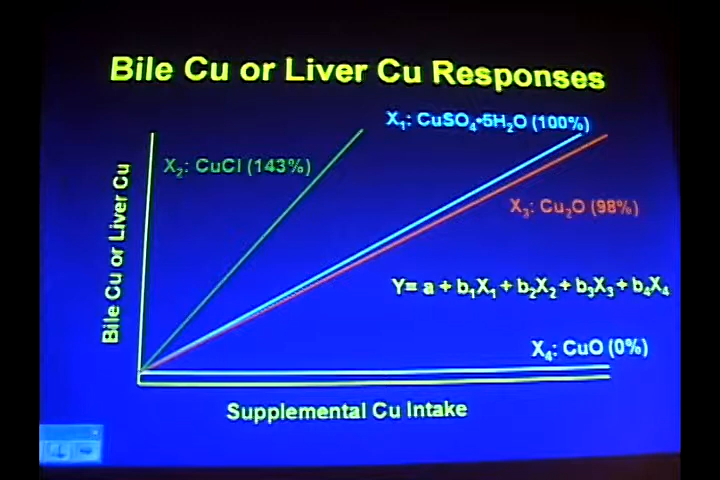 Bile Cu or Liver Cu Responses
X₁: CuSO₄•5H₂O (100%)
X₂: CuCl (143%)
X₃: Cu₂O (98%)
Bile Cu or Liver Cu
Y= a + b₁X₁ + b₂X₂ + b₃X₃ + b₄X₄
X₄: CuO (0%)
Supplemental Cu Intake